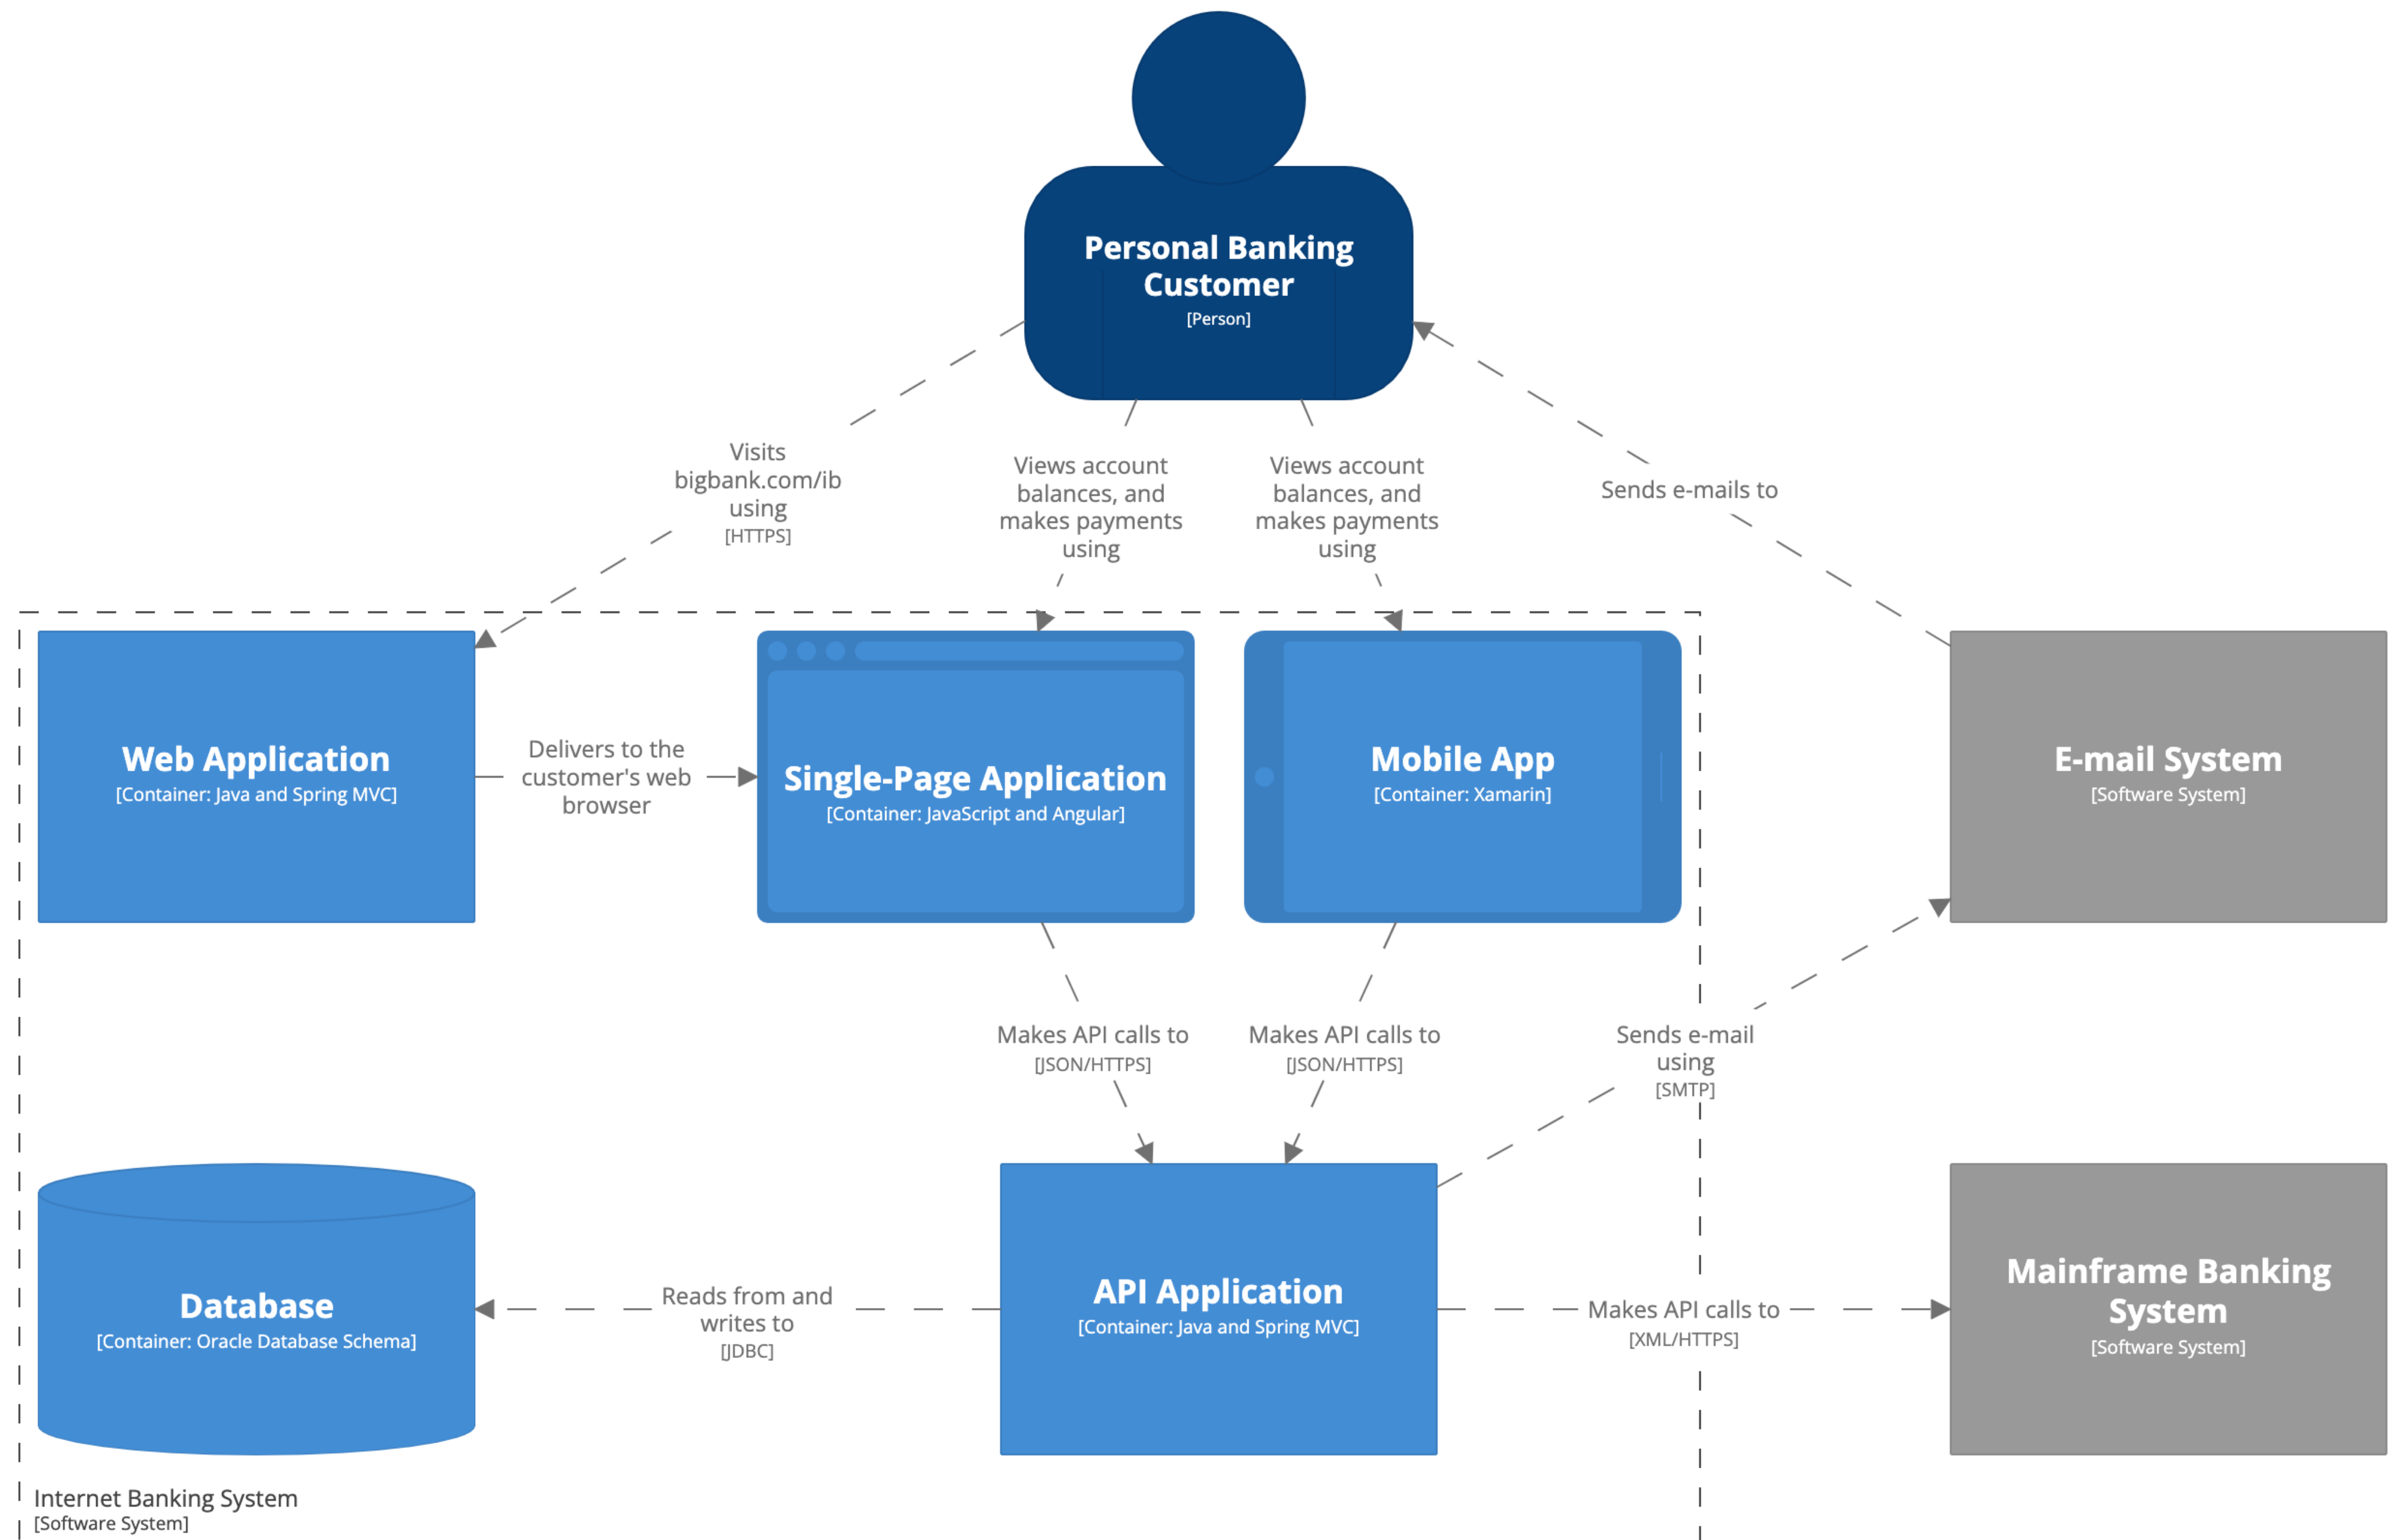 Personal Banking
Customer
[Person]
Visits
bigbank.com/ib
using
[HTTPS]
Views account
balances, and
makes payments
using
Views account
balances, and
makes payments
using
Sends e-mails to
Web Application
[Container: Java and Spring MVC]
Delivers to the
customer's web
browser
Single-Page Application
[Container: JavaScript and Angular]
Mobile App
[Container: Xamarin]
E-mail System
[Software System]
Makes API calls to
[JSON/HTTPS]
Makes API calls to
[JSON/HTTPS]
Sends e-mail
using
[SMTP]
Database
[Container: Oracle Database Schema]
Reads from and
writes to
[JDBC]
API Application
[Container: Java and Spring MVC]
Makes API calls to
[XML/HTTPS]
Mainframe Banking
System
[Software System]
Internet Banking System
[Software System]